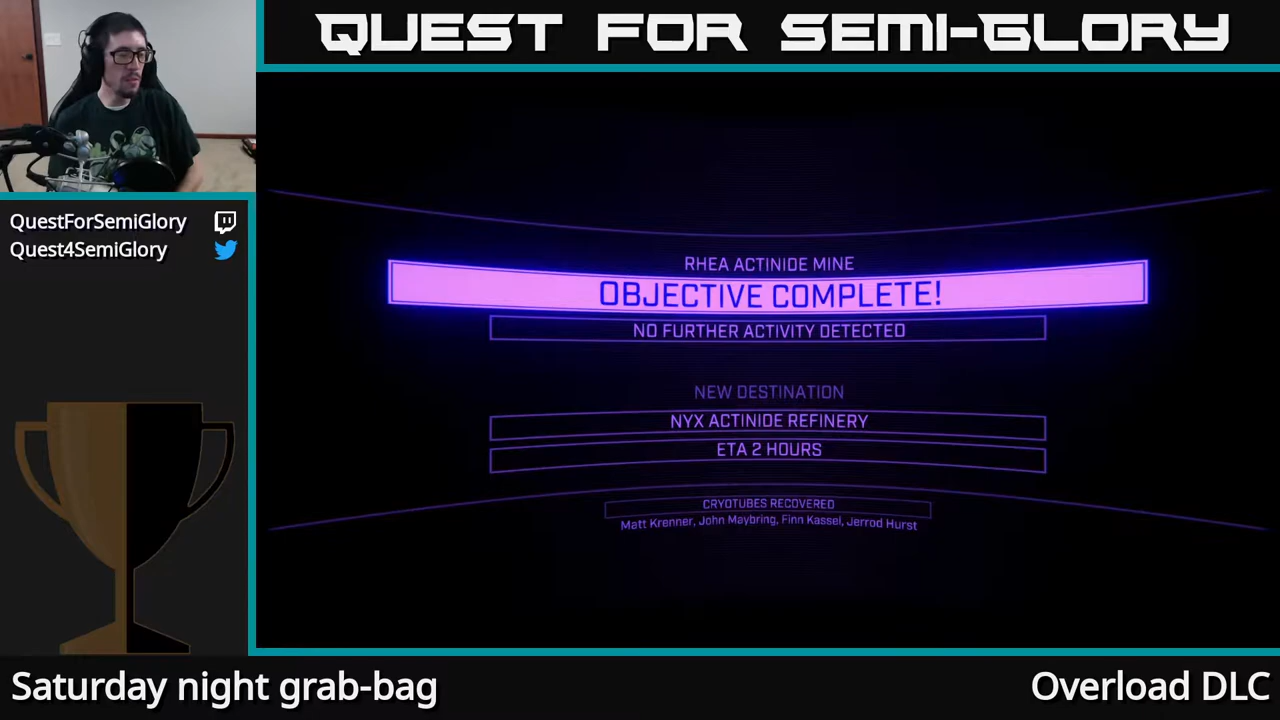 QUEST FOR SEMI-GLORY
QuestForSemiGlory
Quest4SemiGlory
RHEA ACTINIDE MINE
OBJECTIVE COMPLETE!
NO FURTHER ACTIVITY DETECTED
NEW DESTINATION
NYX ACTINIDE REFINERY
ETA 2 HOURS
CRYOTUBES RECOVERED
Matt Krenner, John Maybring, Finn Kassel, Jerrod Hurst
Saturday night grab-bag
Overload DLC